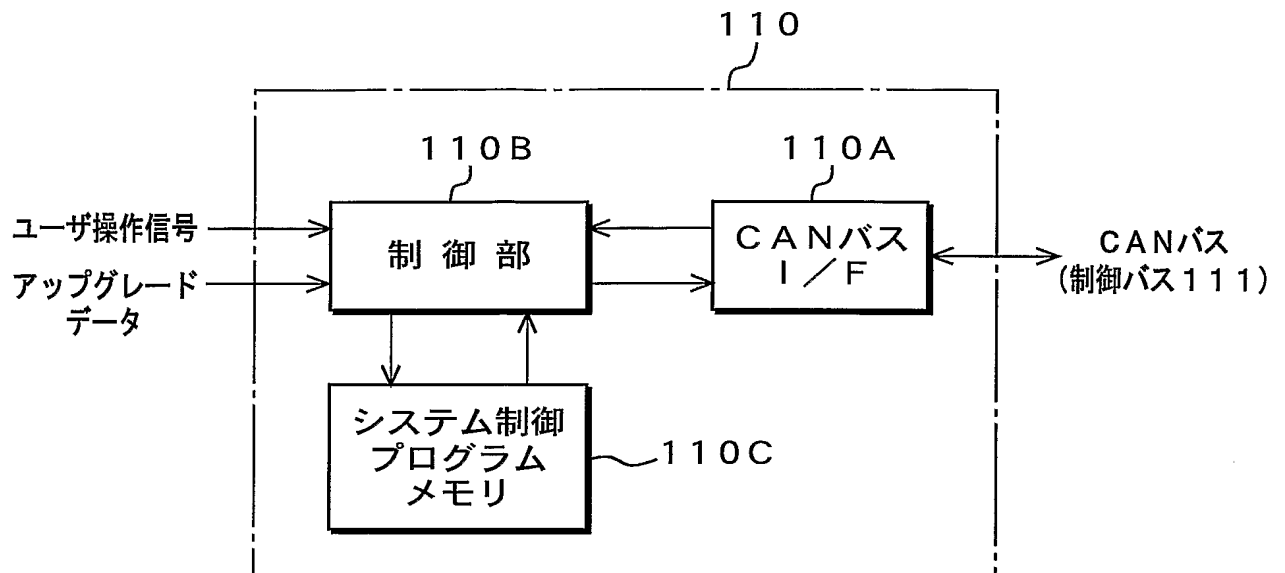 １１０
１１０Ｂ
１１０Ａ
ユーザ操作信号
アップグレード
データ
制 御 部
ＣＡＮバス
Ｉ／Ｆ
ＣＡＮバス
(制御バス１１１)
システム制御
プログラム
メモリ
１１０Ｃ